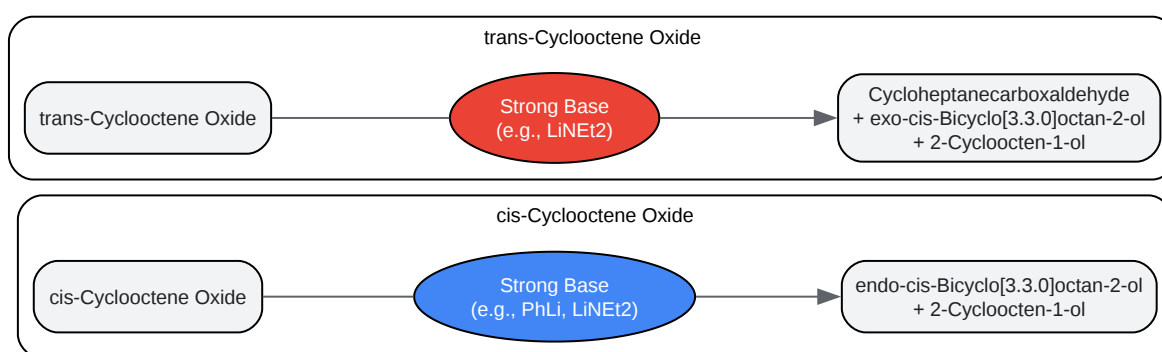 trans-Cyclooctene Oxide
trans-Cyclooctene Oxide
Strong Base
(e.g., LiNEt2)
Cycloheptanecarboxaldehyde
+ exo-cis-Bicyclo[3.3.0]octan-2-ol
+ 2-Cycloocten-1-ol
cis-Cyclooctene Oxide
cis-Cyclooctene Oxide
Strong Base
(e.g., PhLi, LiNEt2)
endo-cis-Bicyclo[3.3.0]octan-2-ol
+ 2-Cycloocten-1-ol